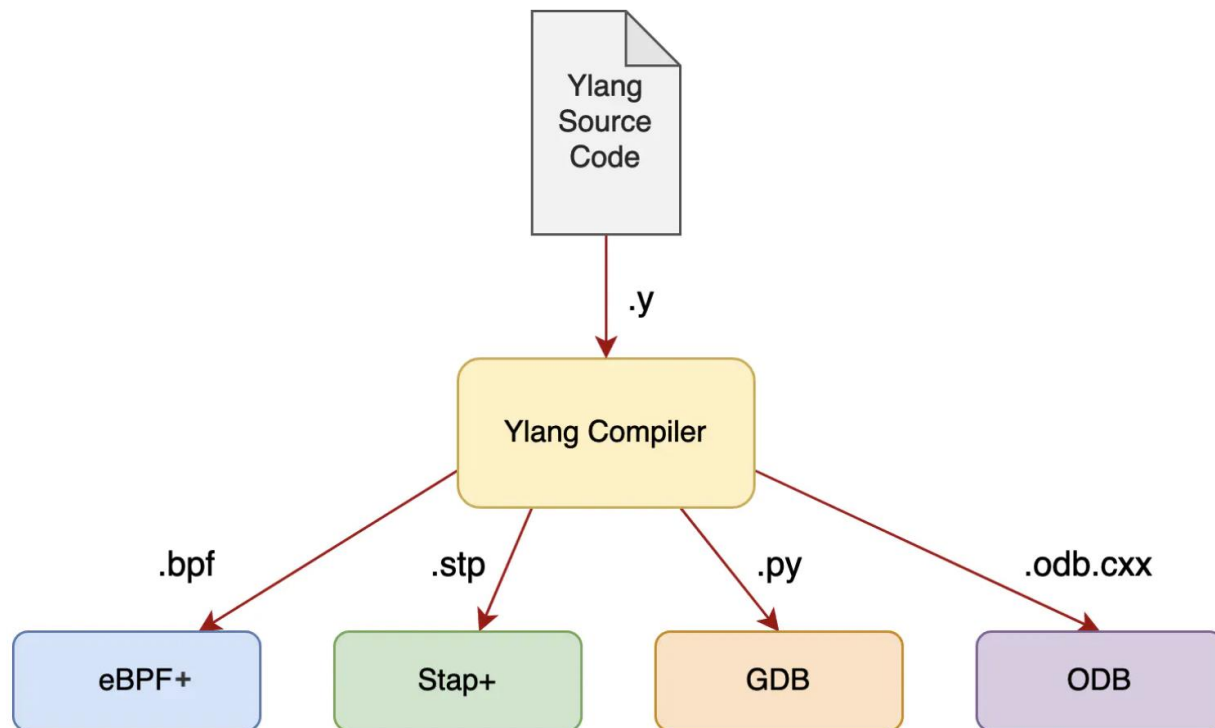 Ylang
Source
Code
.y
Ylang Compiler
.bpf
.stp
.py
.odb.cxx
eBPF+
Stap+
GDB
ODB